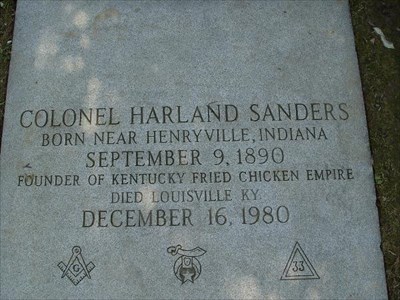 COLONEL HARLAND SANDERS
BORN NEAR HENRYVILLE, INDIANA
SEPTEMBER 9, 1890
FOUNDER OF KENTUCKY FRIED CHICKEN EMPIRE
DIED LOUISVILLE KY.
DECEMBER 16, 1980
G 33